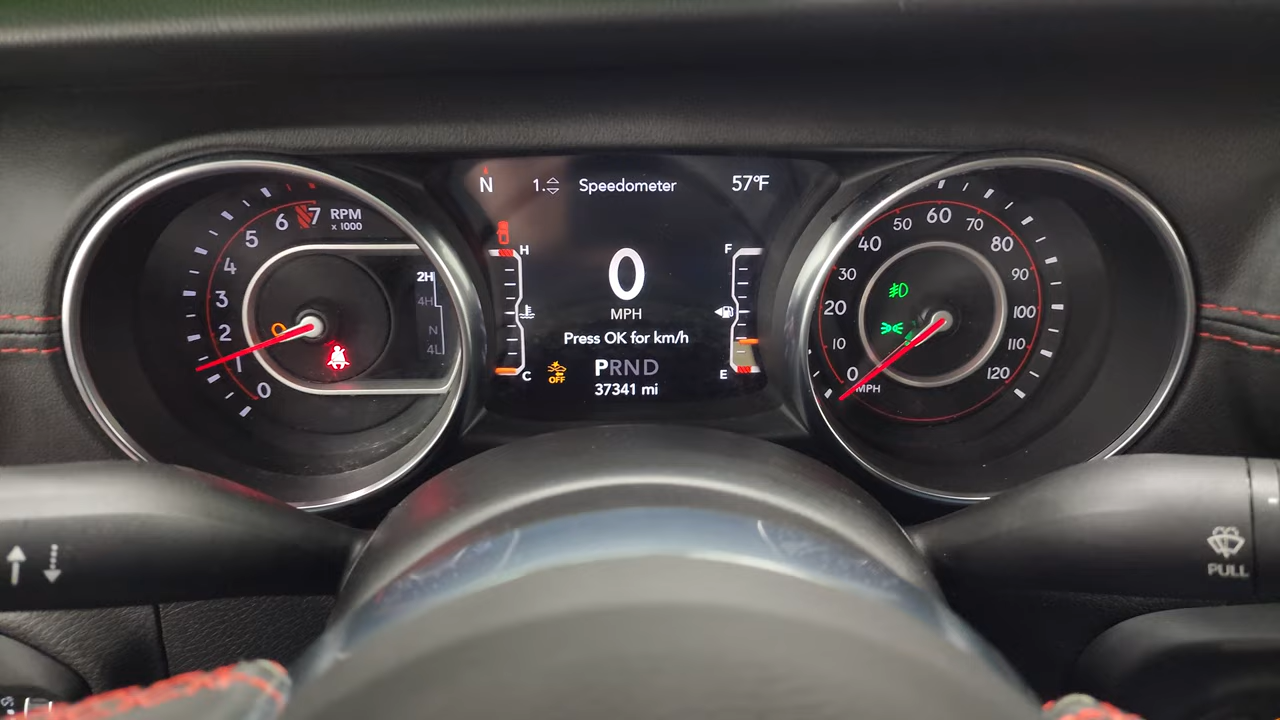 N 1. Speedometer 57°F
7 RPM
x 1000
6
5
4
3
2
1
0
2H
4H
N
4L
H
C
0
MPH
Press OK for km/h
OFF
PRND
37341 mi
F
E
0
10
20
30
40
50
60
70
80
90
100
110
120
MPH
PULL